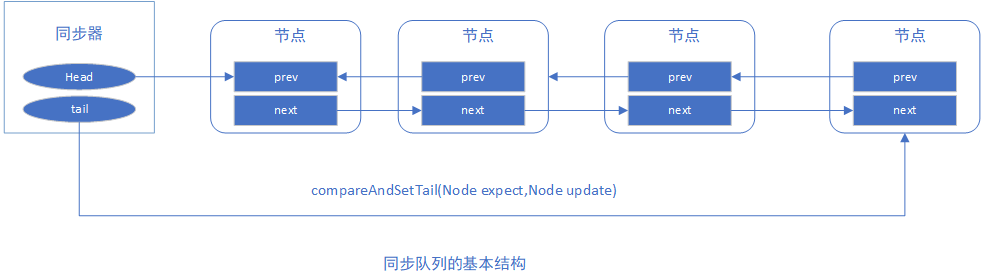 同步器
节点
节点
节点
节点
Head
prev
prev
prev
prev
tail
next
next
next
next
compareAndSetTail(Node expect,Node update)
同步队列的基本结构